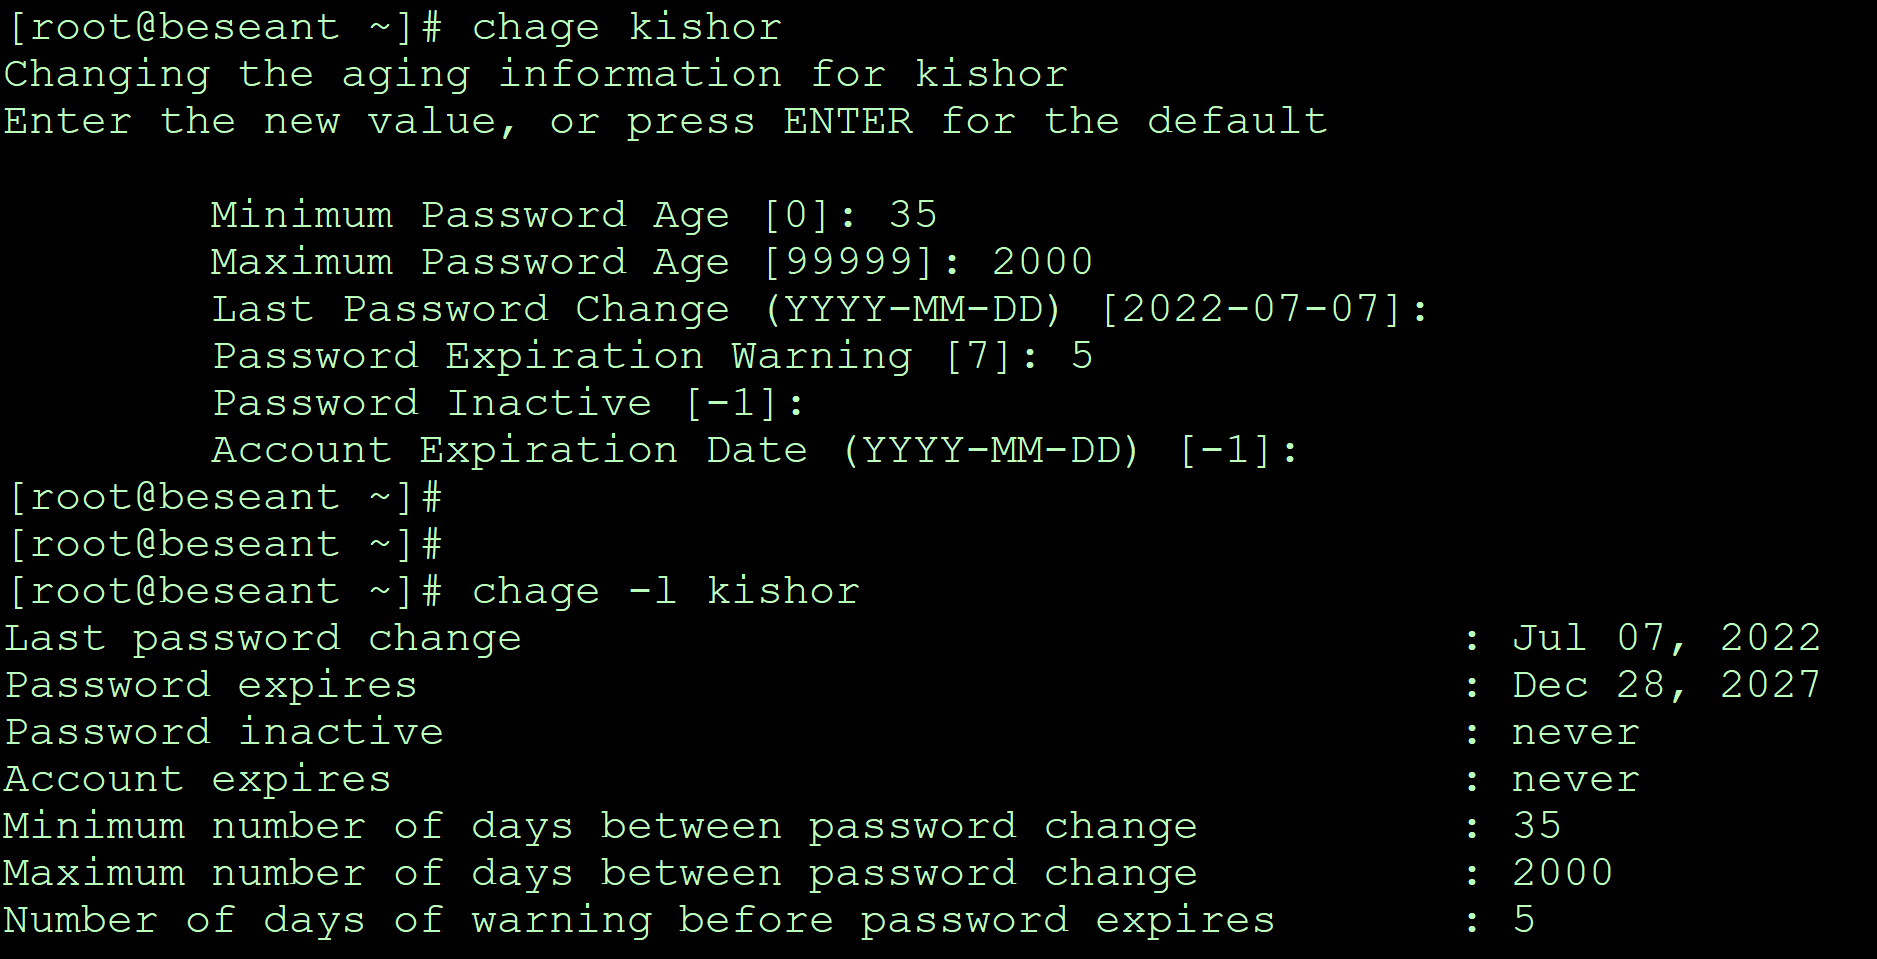 [root@beseant ~]# chage kishor
Changing the aging information for kishor
Enter the new value, or press ENTER for the default
Minimum Password Age [0]: 35
Maximum Password Age [99999]: 2000
Last Password Change (YYYY-MM-DD) [2022-07-07]:
Password Expiration Warning [7]: 5
Password Inactive [-1]:
Account Expiration Date (YYYY-MM-DD) [-1]:
[root@beseant ~]#
[root@beseant ~]#
[root@beseant ~]# chage -l kishor
Last password change : Jul 07, 2022
Password expires : Dec 28, 2027
Password inactive : never
Account expires : never
Minimum number of days between password change : 35
Maximum number of days between password change : 2000
Number of days of warning before password expires : 5